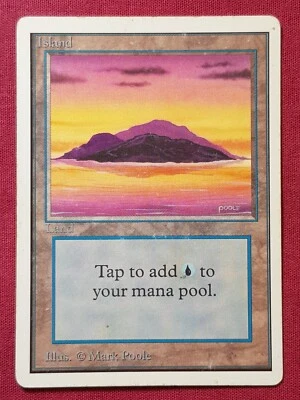 Island
POOLE
Land
Tap to add to
your mana pool.
Illus. © Mark Poole